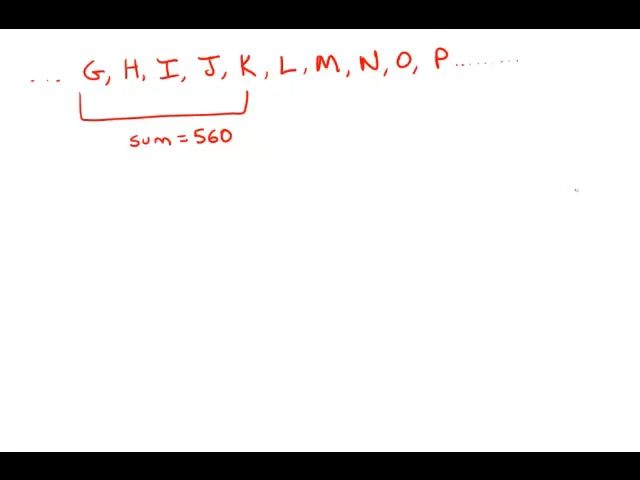 ... G, H, I, J, K, L, M, N, O, P.........
sum = 560